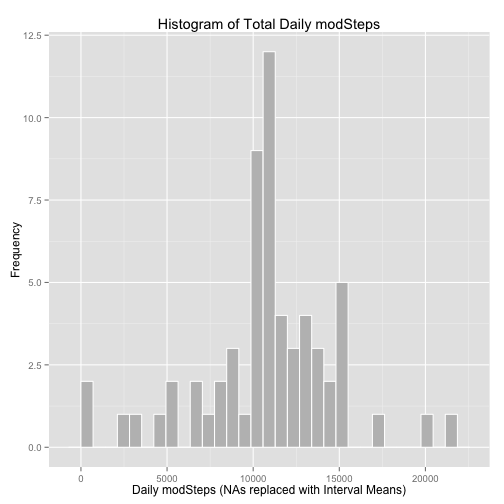 Histogram of Total Daily modSteps
12.5
10.0
7.5
5.0
2.5
0.0
Frequency
0 5000 10000 15000 20000
Daily modSteps (NAs replaced with Interval Means)